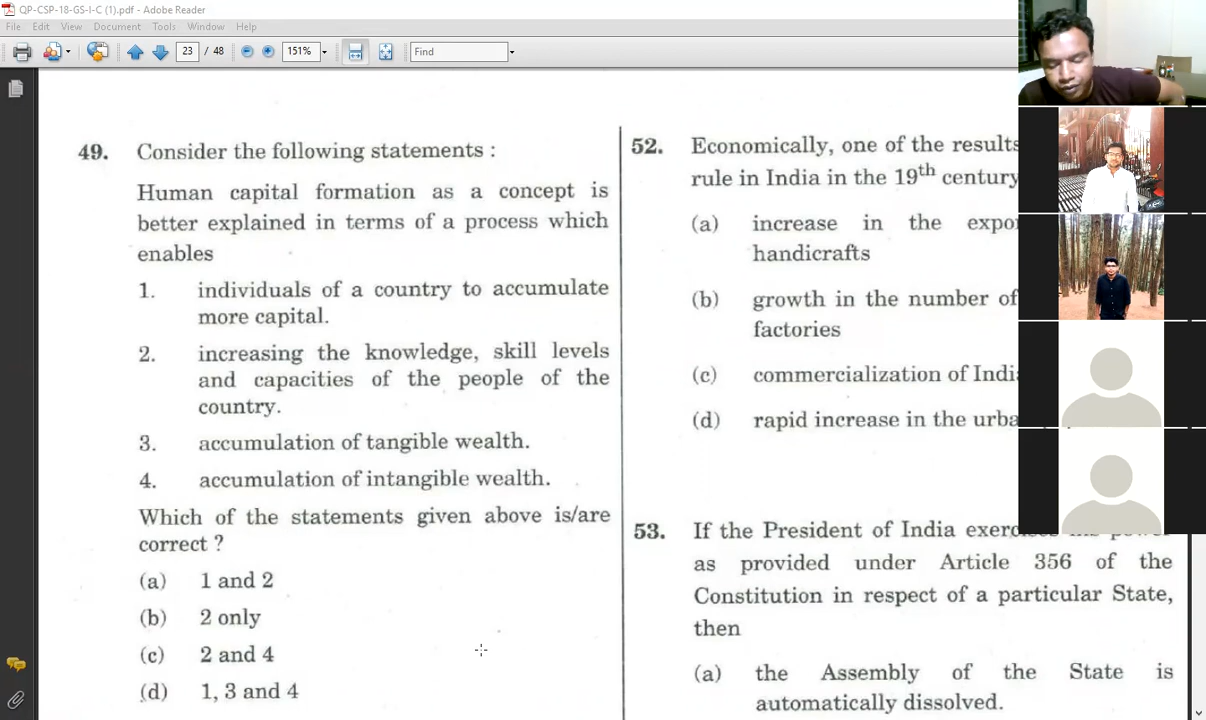 QP-CSP-18-GS-I-C (1).pdf - Adobe Reader
File Edit View Document Tools Window Help
23 / 48 151% Find
49. Consider the following statements :
Human capital formation as a concept is
better explained in terms of a process which
enables
1. individuals of a country to accumulate
more capital.
2. increasing the knowledge, skill levels
and capacities of the people of the
country.
3. accumulation of tangible wealth.
4. accumulation of intangible wealth.
Which of the statements given above is/are
correct ?
(a) 1 and 2
(b) 2 only
(c) 2 and 4
(d) 1, 3 and 4
52. Economically, one of the results
rule in India in the 19th century
(a) increase in the expo
handicrafts
(b) growth in the number of
factories
(c) commercialization of Indi
(d) rapid increase in the urba
53. If the President of India
as provided under Article 356 of the
Constitution in respect of a particular State,
then
(a) the Assembly of the State is
automatically dissolved.